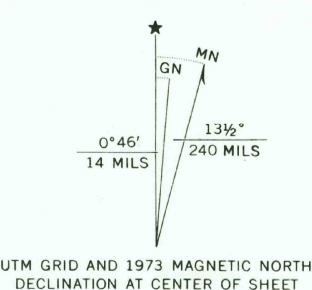 ★
MN
GN
0°46′
14 MILS
13½°
240 MILS
UTM GRID AND 1973 MAGNETIC NORTH
DECLINATION AT CENTER OF SHEET